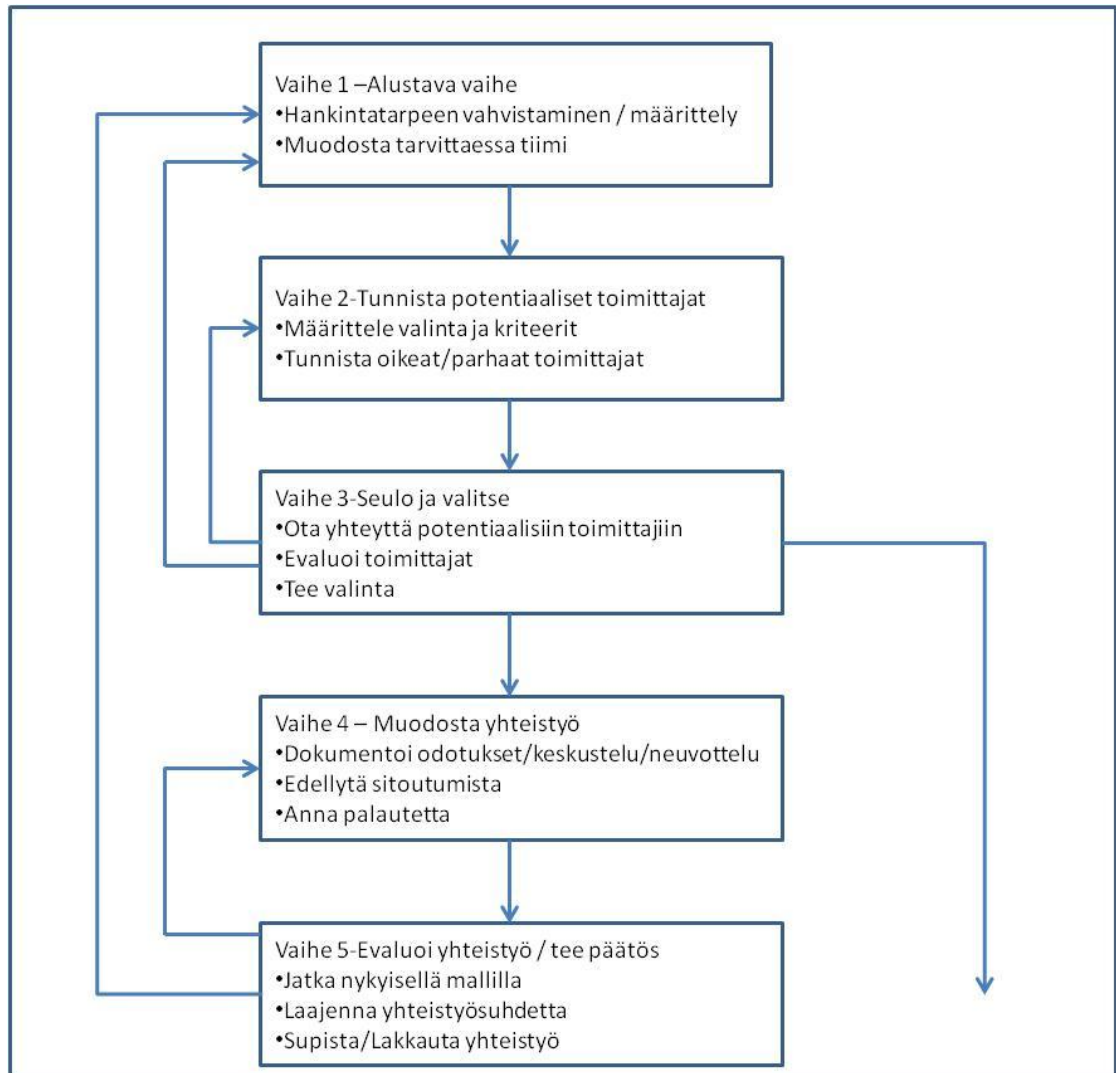 Vaihe 1 –Alustava vaihe
•Hankintatarpeen vahvistaminen / määrittely
•Muodosta tarvittaessa tiimi
Vaihe 2-Tunnista potentiaaliset toimittajat
•Määrittele valinta ja kriteerit
•Tunnista oikeat/parhaat toimittajat
Vaihe 3-Seulo ja valitse
•Ota yhteyttä potentiaalisiin toimittajiin
•Evaluoi toimittajat
•Tee valinta
Vaihe 4 – Muodosta yhteistyö
•Dokumentoi odotukset/keskustelu/neuvottelu
•Edellytä sitoutumista
•Anna palautetta
Vaihe 5-Evaluoi yhteistyö / tee päätös
•Jatka nykyisellä mallilla
•Laajenna yhteistyösuhdetta
•Supista/Lakkauta yhteistyö